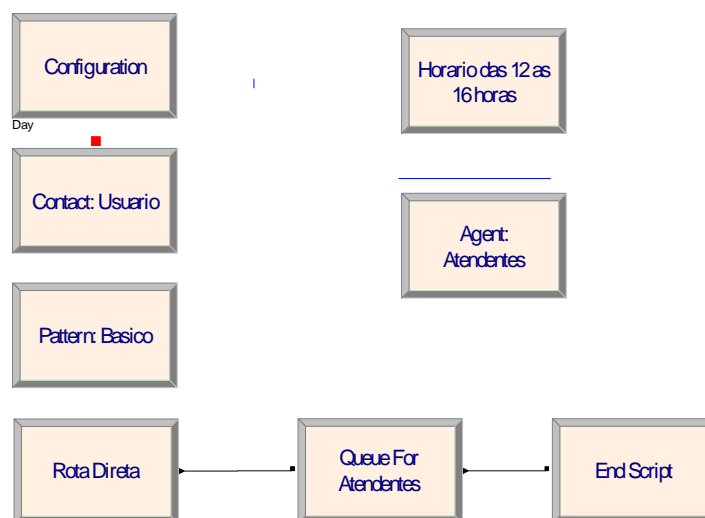 Configuration
Horario das 12 as
16 horas
Day
Contact: Usuario
Agent:
Atendentes
Pattern: Basico
Rota Direta
Queue For
Atendentes
End Script